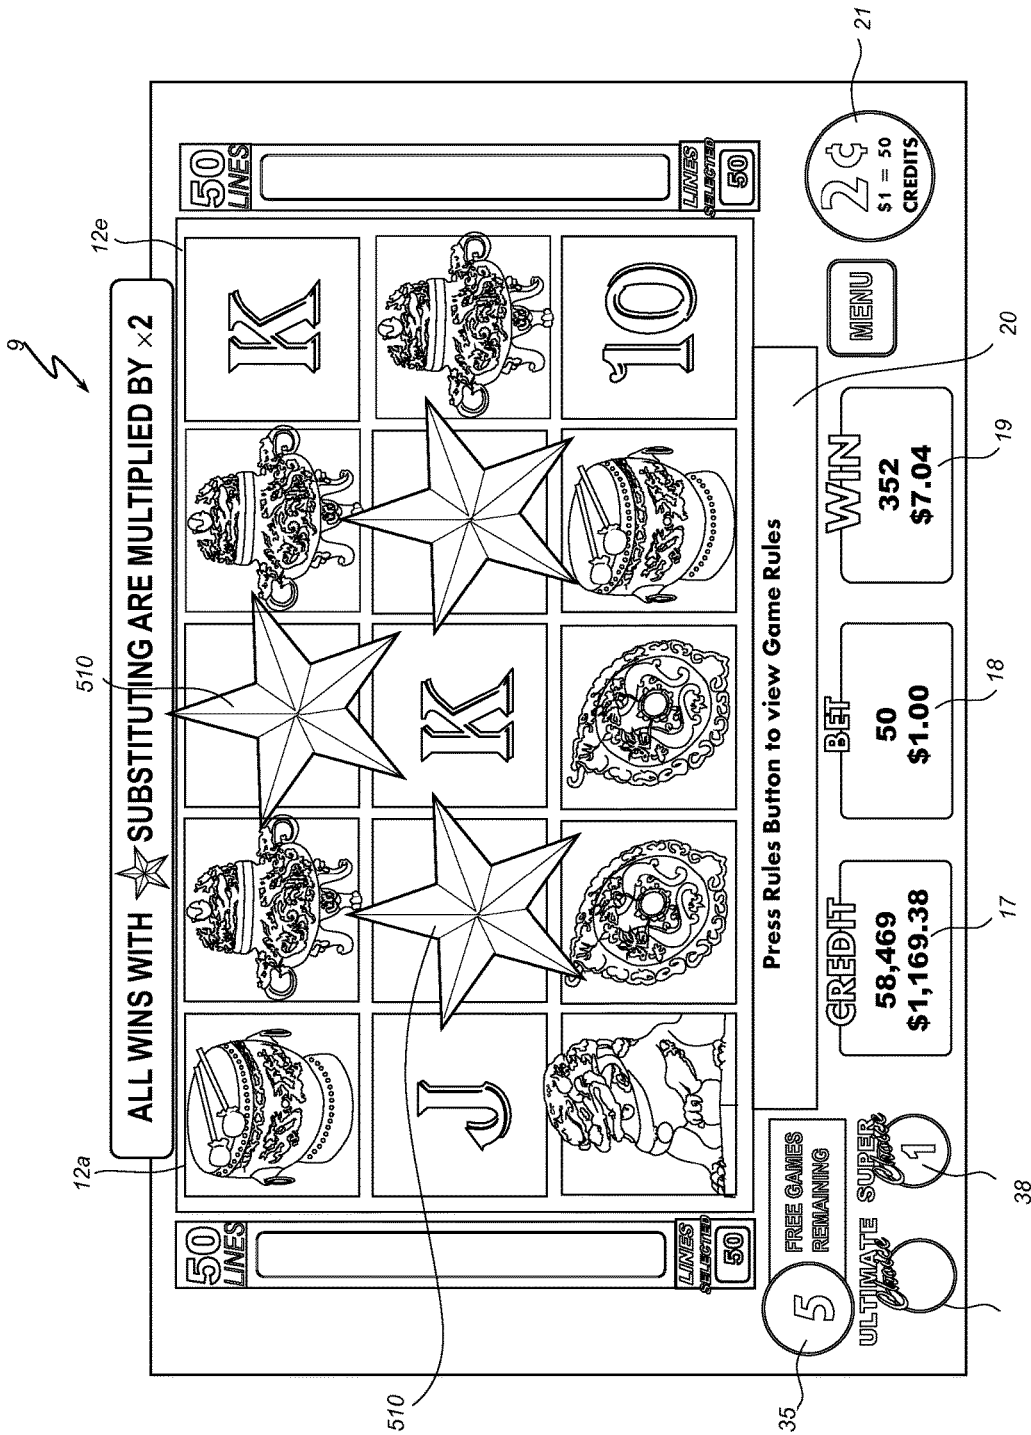 9
ALL WINS WITH SUBSTITUTING ARE MULTIPLIED BY ×2
12a
510
12e
50
LINES
50
LINES
K
J
K
10
510
LINES
SELECTED
50
LINES
SELECTED
50
Press Rules Button to view Game Rules
20
5
FREE GAMES
REMAINING
35
ULTIMATE
Choice
SUPER
Choice
1
38
CREDIT
58,469
$1,169.38
17
BET
50
$1.00
18
WIN
352
$7.04
19
MENU
2¢
$1 = 50
CREDITS
21